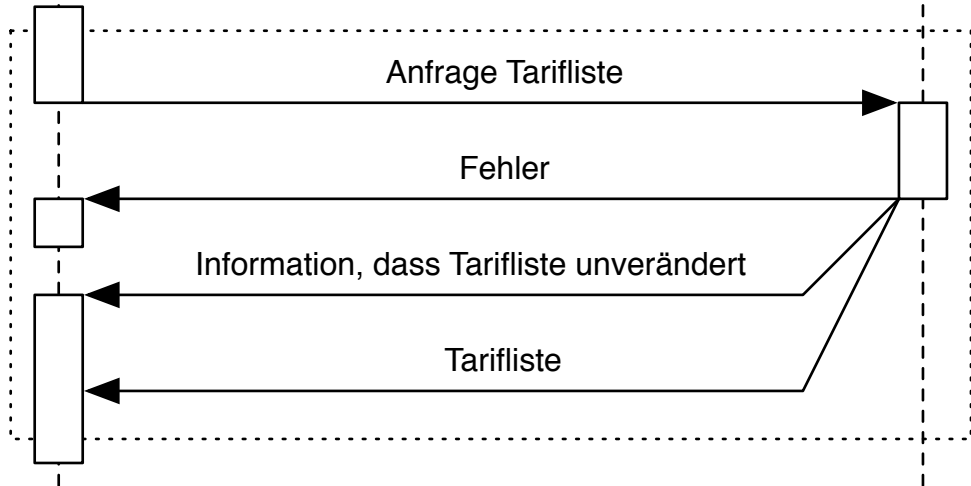 Anfrage Tarifliste
Fehler
Information, dass Tarifliste unverändert
Tarifliste